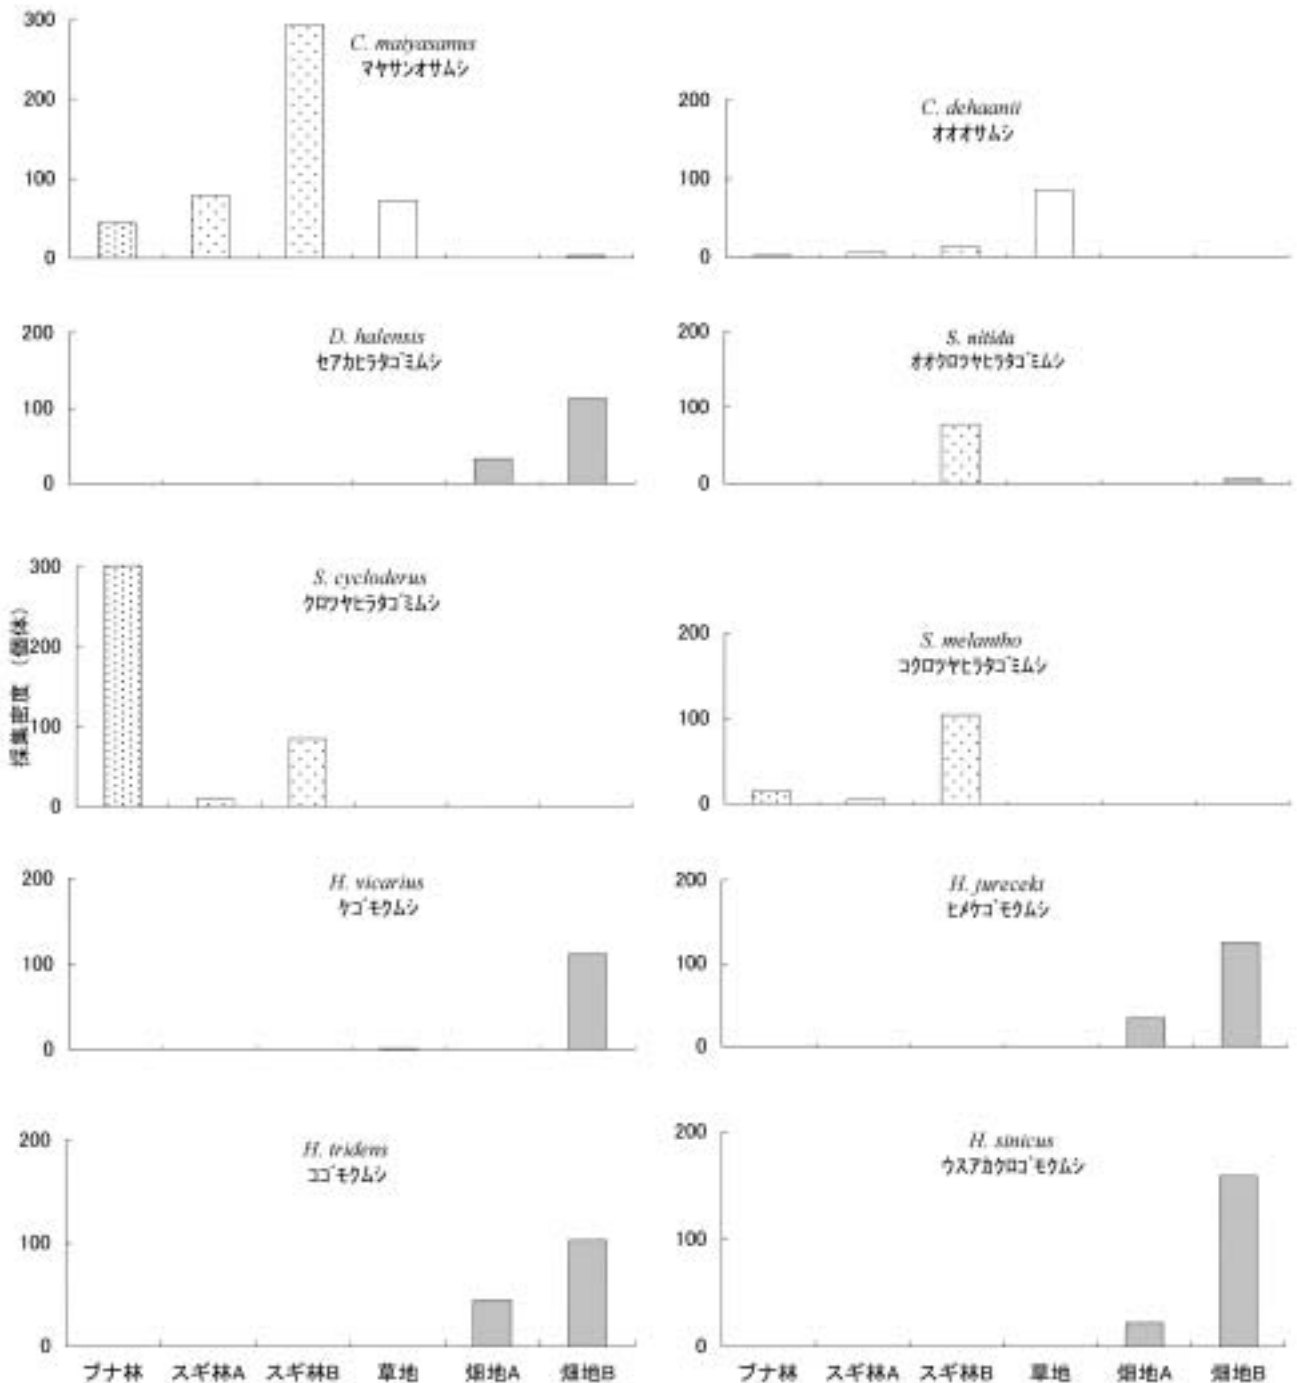 300
200
100
0
C. maiyasanus
マヤサンオサムシ
200
100
0
C. dehaanii
オオオサムシ
200
100
0
D. halensis
セアカヒラタゴミムシ
200
100
0
S. nitida
オオクロツヤヒラタゴミムシ
採集密度 (個体)
300
200
100
0
S. cycloderus
クロツヤヒラタゴミムシ
200
100
0
S. melantho
コクロツヤヒラタゴミムシ
200
100
0
H. vicarius
ケゴモクムシ
200
100
0
H. jureceki
ヒメケゴモクムシ
200
100
0
H. tridens
コゴモクムシ
200
100
0
H. sinicus
ウスアカクロゴモクムシ
ブナ林 スギ林A スギ林B 草地 畑地A 畑地B
ブナ林 スギ林A スギ林B 草地 畑地A 畑地B